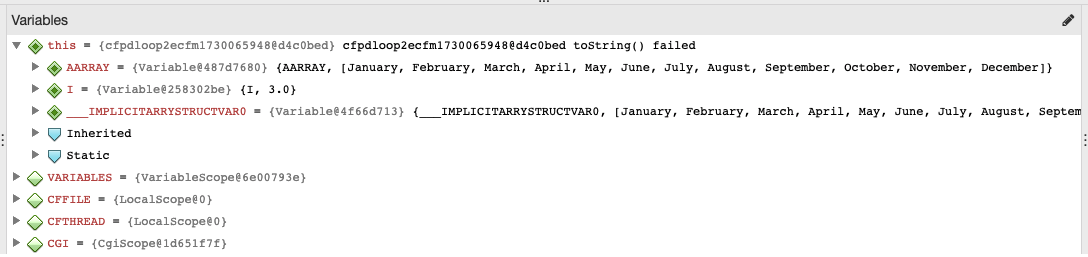 Variables
this = {cfpdloop2ecfm1730065948@d4c0bed} cfpdloop2ecfm1730065948@d4c0bed toString() failed
AARRAY = {Variable@487d7680} {AARRAY, [January, February, March, April, May, June, July, August, September, October, November, December]}
I = {Variable@258302be} {I, 3.0}
___IMPLICITARRYSTRUCTVAR0 = {Variable@4f66d713} {___IMPLICITARRYSTRUCTVAR0, [January, February, March, April, May, June, July, August, Septem
Inherited
Static
VARIABLES = {VariableScope@6e00793e}
CFFILE = {LocalScope@0}
CFTHREAD = {LocalScope@0}
CGI = {CgiScope@1d651f7f}